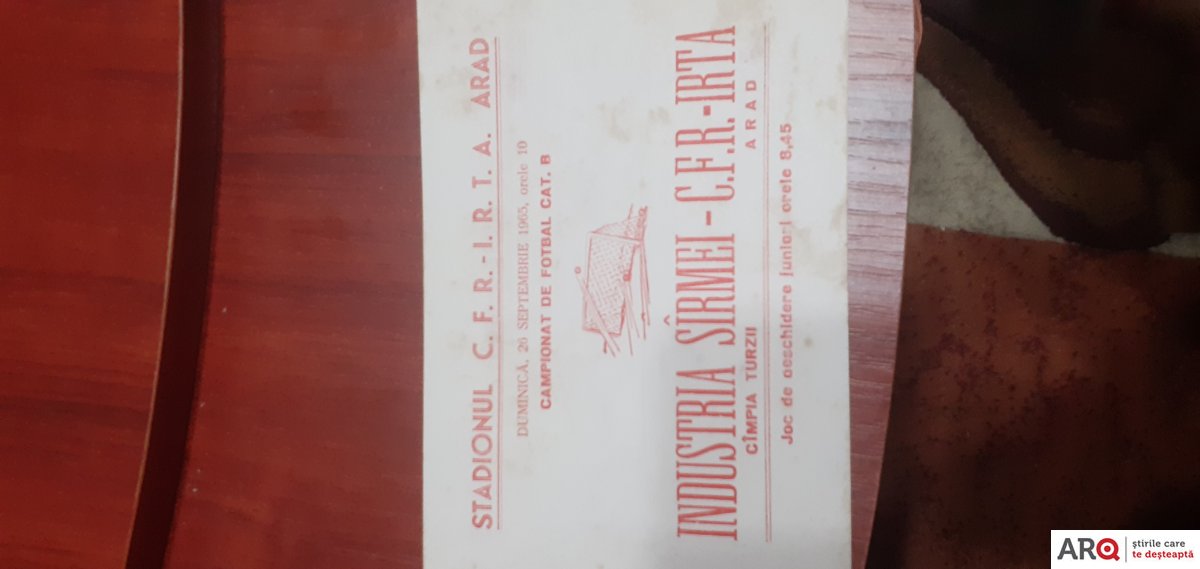 STADIONUL C. F. R. - I. R. T. A. ARAD
DUMINICĂ, 26 SEPTEMBRIE 1965, orele 10
CAMPIONAT DE FOTBAL CAT. B
INDUSTRIA SÎRMEI – C.F.R.-IRTA
CÎMPIA TURZII ARAD
Joc de deschidere juniori orele 8,45
ARQ știrile care
te deșteaptă